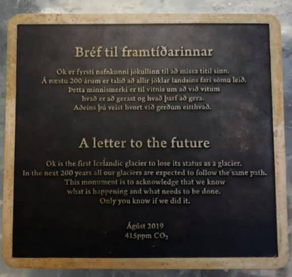 Bréf til framtíðarinnar
Ok er fyrsti nafnkunni jökullinn til að missa titil sinn.
Á næstu 200 árum er talið að allir jöklar landsins fari sömu leið.
Þetta minnismerki er til vitnis um að við vitum
hvað er að gerast og hvað þarf að gera.
Aðeins þú veist hvort við gerðum eitthvað.
A letter to the future
Ok is the first Icelandic glacier to lose its status as a glacier.
In the next 200 years all our glaciers are expected to follow the same path.
This monument is to acknowledge that we know
what is happening and what needs to be done.
Only you know if we did it.
Ágúst 2019
415ppm CO₂